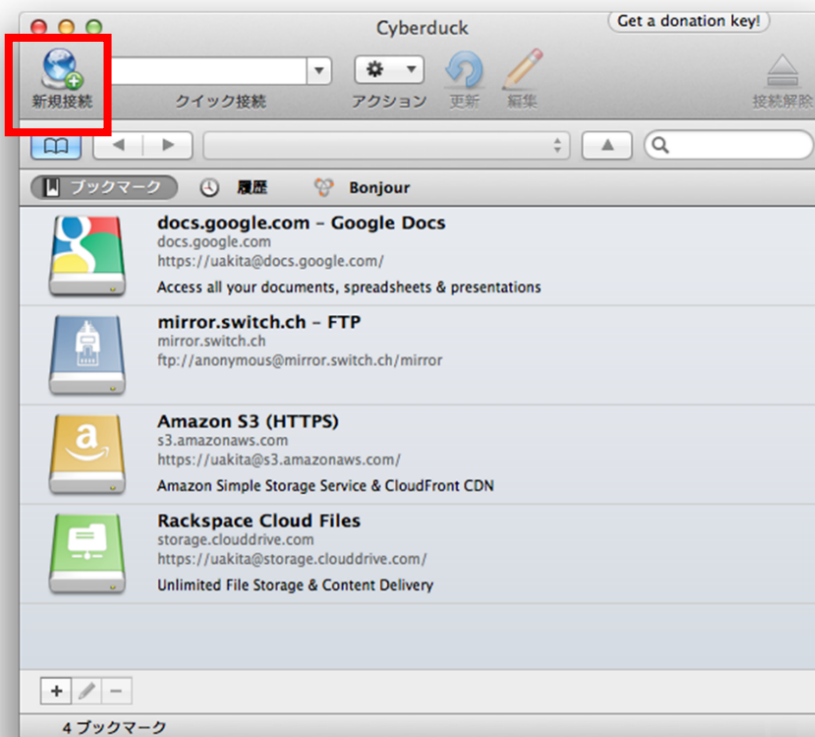 Cyberduck
Get a donation key!
新規接続
クイック接続
アクション
更新
編集
接続解除
ブックマーク
履歴
Bonjour
docs.google.com – Google Docs
docs.google.com
https://uakita@docs.google.com/
Access all your documents, spreadsheets & presentations
mirror.switch.ch – FTP
mirror.switch.ch
ftp://anonymous@mirror.switch.ch/mirror
Amazon S3 (HTTPS)
s3.amazonaws.com
https://uakita@s3.amazonaws.com/
Amazon Simple Storage Service & CloudFront CDN
Rackspace Cloud Files
storage.clouddrive.com
https://uakita@storage.clouddrive.com/
Unlimited File Storage & Content Delivery
4 ブックマーク